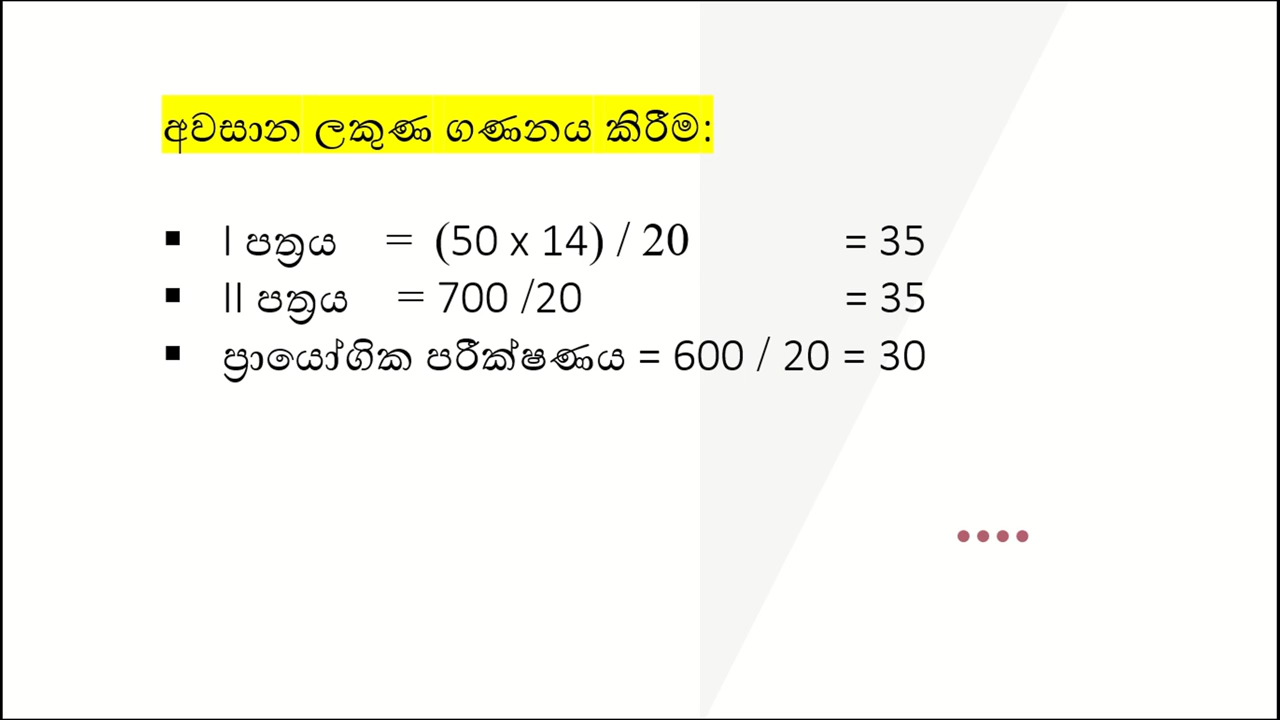 අවසාන ලකුණ ගණනය කිරීම:
▪ I පත්‍රය = (50 x 14) / 20 = 35
▪ II පත්‍රය = 700 /20 = 35
▪ ප්‍රායෝගික පරීක්ෂණය = 600 / 20 = 30